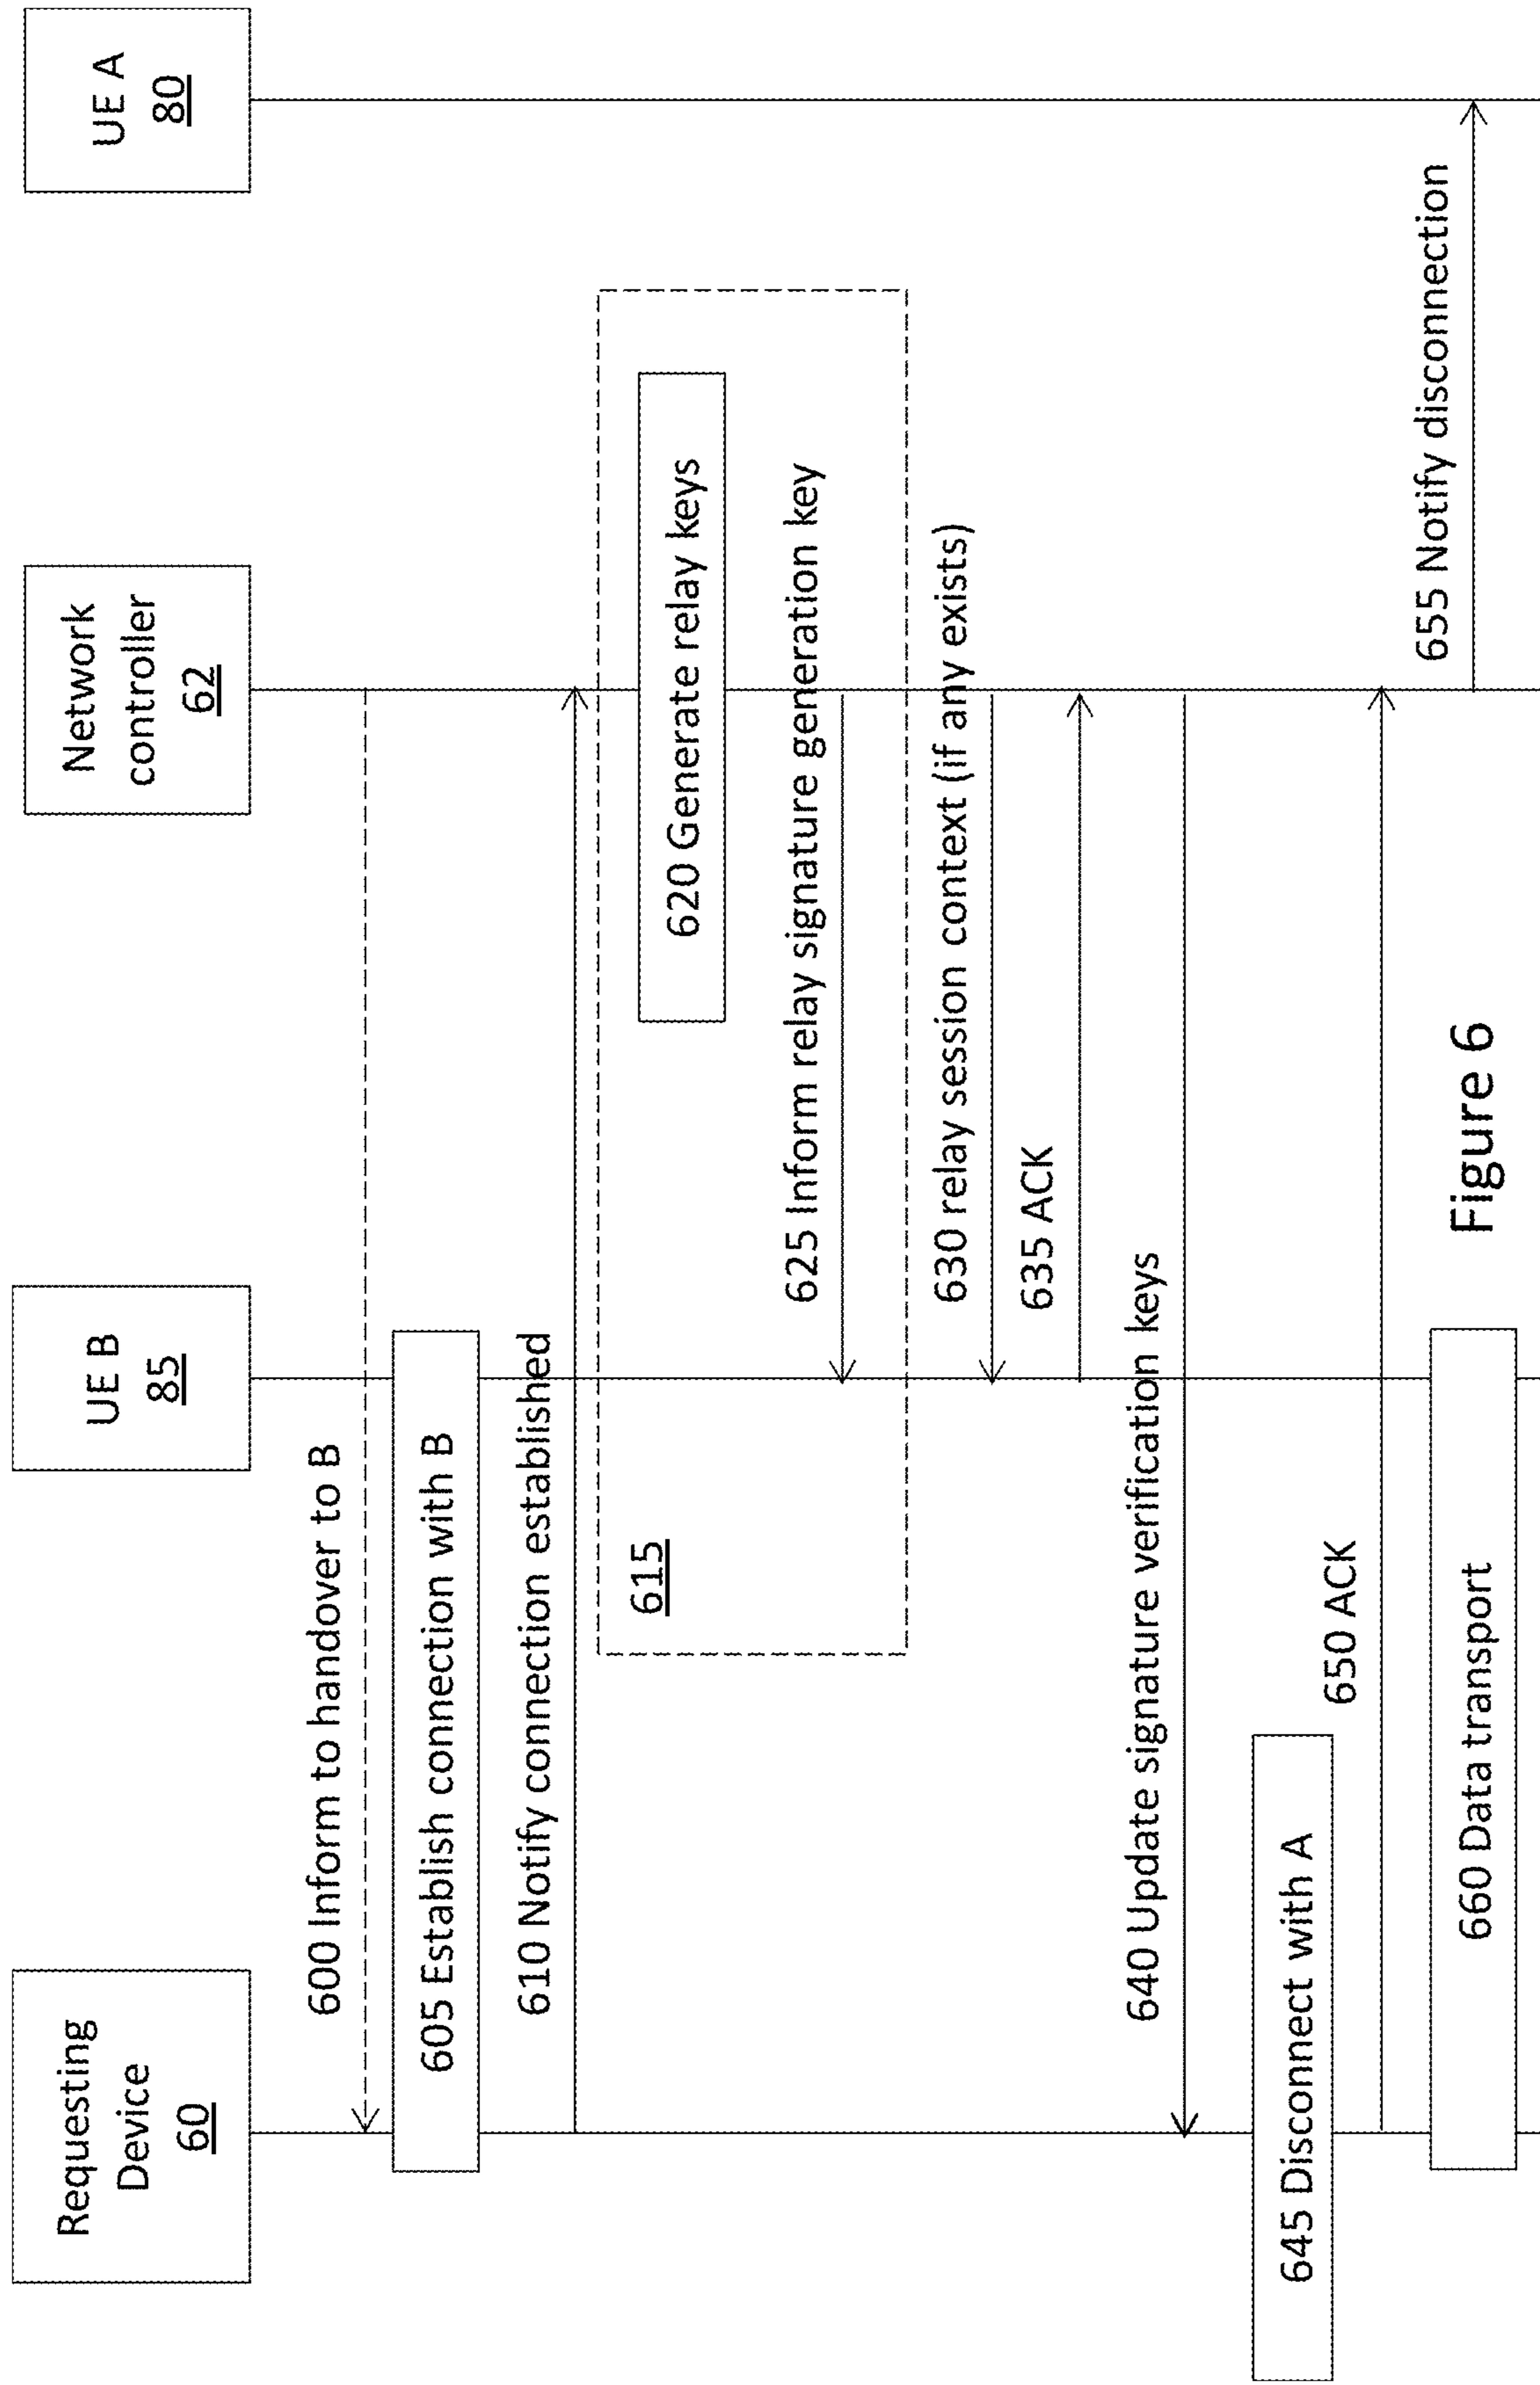 Requesting
Device
60
UE B
85
Network
controller
62
UE A
80
600 Inform to handover to B
605 Establish connection with B
610 Notify connection established
615
620 Generate relay keys
625 Inform relay signature generation key
630 relay session context (if any exists)
635 ACK
640 Update signature verification keys
645 Disconnect with A
650 ACK
655 Notify disconnection
660 Data transport
Figure 6